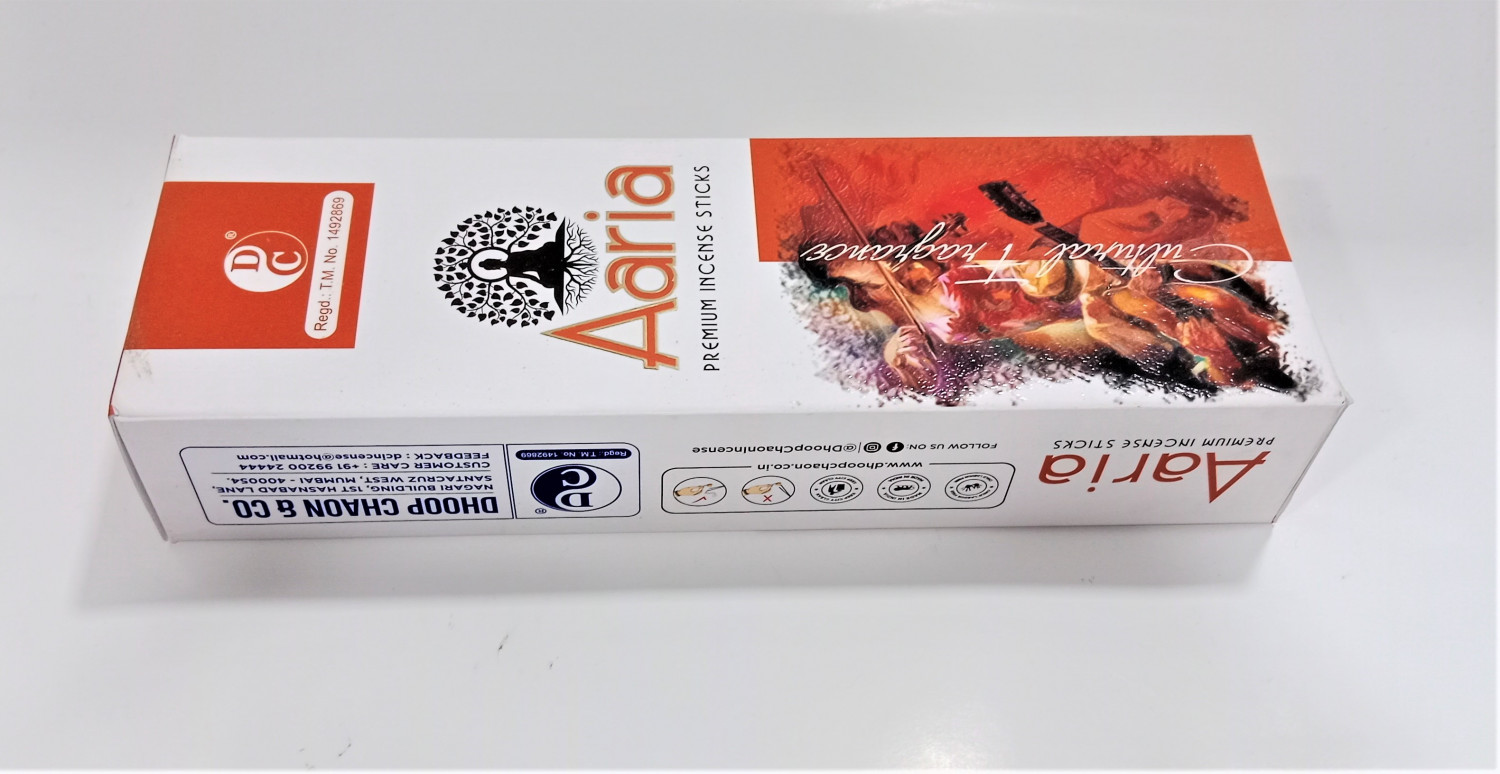 DC
®
Regd.: T.M. No. 1492869
Aaria
PREMIUM INCENSE STICKS
Cultural Fragrance
Aaria
PREMIUM INCENSE STICKS
FOLLOW US ON: | @DhoopChaonIncense
www.dhoopchaon.co.in
DC
®
Regd.: T.M. No. 1492869
DHOOP CHAON & CO.
NAGARI BUILDING, 1ST HASNABAD LANE,
SANTACRUZ WEST, MUMBAI - 400054.
CUSTOMER CARE : +91 99200 24444
FEEDBACK : dcincense@hotmail.com